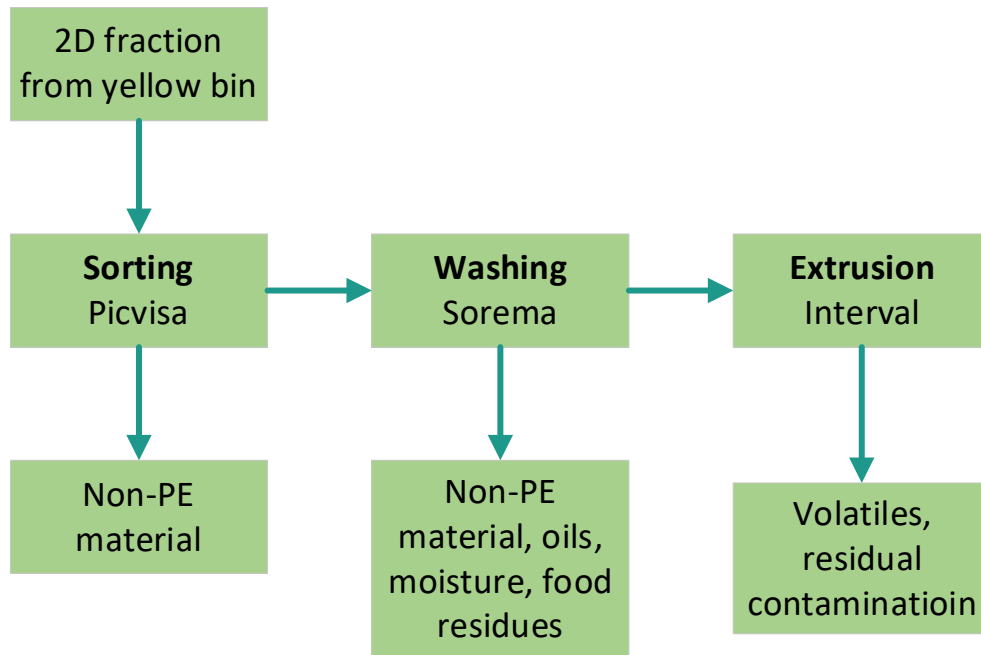 2D fraction
from yellow bin
Sorting
Picvisa
Washing
Sorema
Extrusion
Interval
Non-PE
material
Non-PE
material, oils,
moisture, food
residues
Volatiles,
residual
contaminatioin